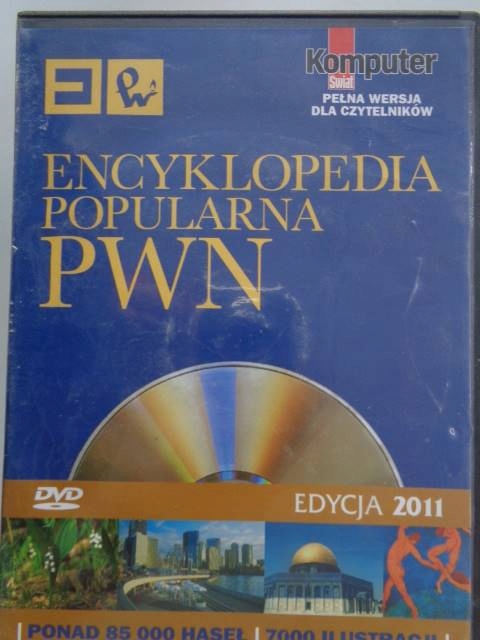 Komputer
Świat
PEŁNA WERSJA
DLA CZYTELNIKÓW
ENCYKLOPEDIA
POPULARNA
PWN
DVD
EDYCJA 2011
PONAD 85 000 HASEŁ | 7000 ILUSTRACJI